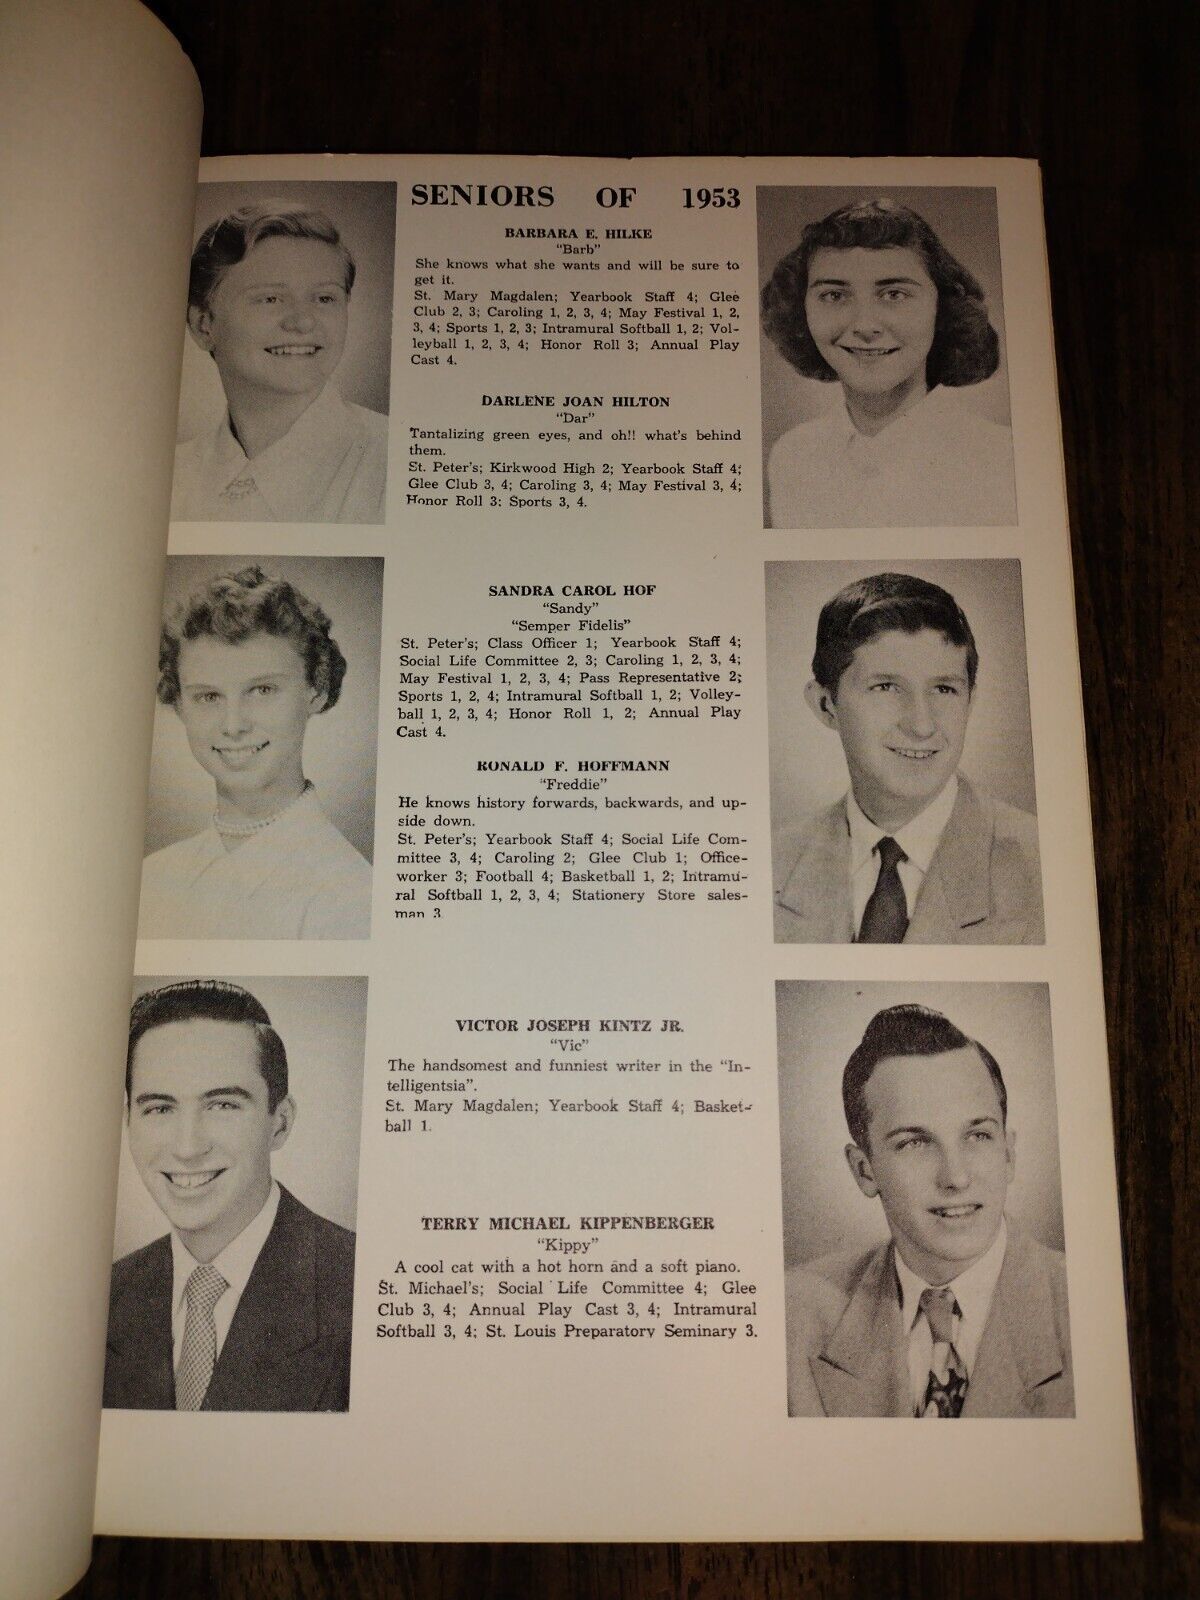 SENIORS OF 1953
BARBARA E. HILKE
"Barb"
She knows what she wants and will be sure to
get it.
St. Mary Magdalen; Yearbook Staff 4; Glee
Club 2, 3; Caroling 1, 2, 3, 4; May Festival 1, 2,
3, 4; Sports 1, 2, 3; Intramural Softball 1, 2; Vol-
leyball 1, 2, 3, 4; Honor Roll 3; Annual Play
Cast 4.
DARLENE JOAN HILTON
"Dar"
Tantalizing green eyes, and oh!! what's behind
them.
St. Peter's; Kirkwood High 2; Yearbook Staff 4;
Glee Club 3, 4; Caroling 3, 4; May Festival 3, 4;
Honor Roll 3; Sports 3, 4.
SANDRA CAROL HOF
"Sandy"
"Semper Fidelis"
St. Peter's; Class Officer 1; Yearbook Staff 4;
Social Life Committee 2, 3; Caroling 1, 2, 3, 4;
May Festival 1, 2, 3, 4; Pass Representative 2;
Sports 1, 2, 4; Intramural Softball 1, 2; Volley-
ball 1, 2, 3, 4; Honor Roll 1, 2; Annual Play
Cast 4.
RONALD F. HOFFMANN
"Freddie"
He knows history forwards, backwards, and up-
side down.
St. Peter's; Yearbook Staff 4; Social Life Com-
mittee 3, 4; Caroling 2; Glee Club 1; Office-
worker 3; Football 4; Basketball 1, 2; Intramu-
ral Softball 1, 2, 3, 4; Stationery Store sales-
man 3.
VICTOR JOSEPH KINTZ JR.
"Vic"
The handsomest and funniest writer in the "In-
telligentsia".
St. Mary Magdalen; Yearbook Staff 4; Basket-
ball 1.
TERRY MICHAEL KIPPENBERGER
"Kippy"
A cool cat with a hot horn and a soft piano.
St. Michael's; Social Life Committee 4; Glee
Club 3, 4; Annual Play Cast 3, 4; Intramural
Softball 3, 4; St. Louis Preparatory Seminary 3.